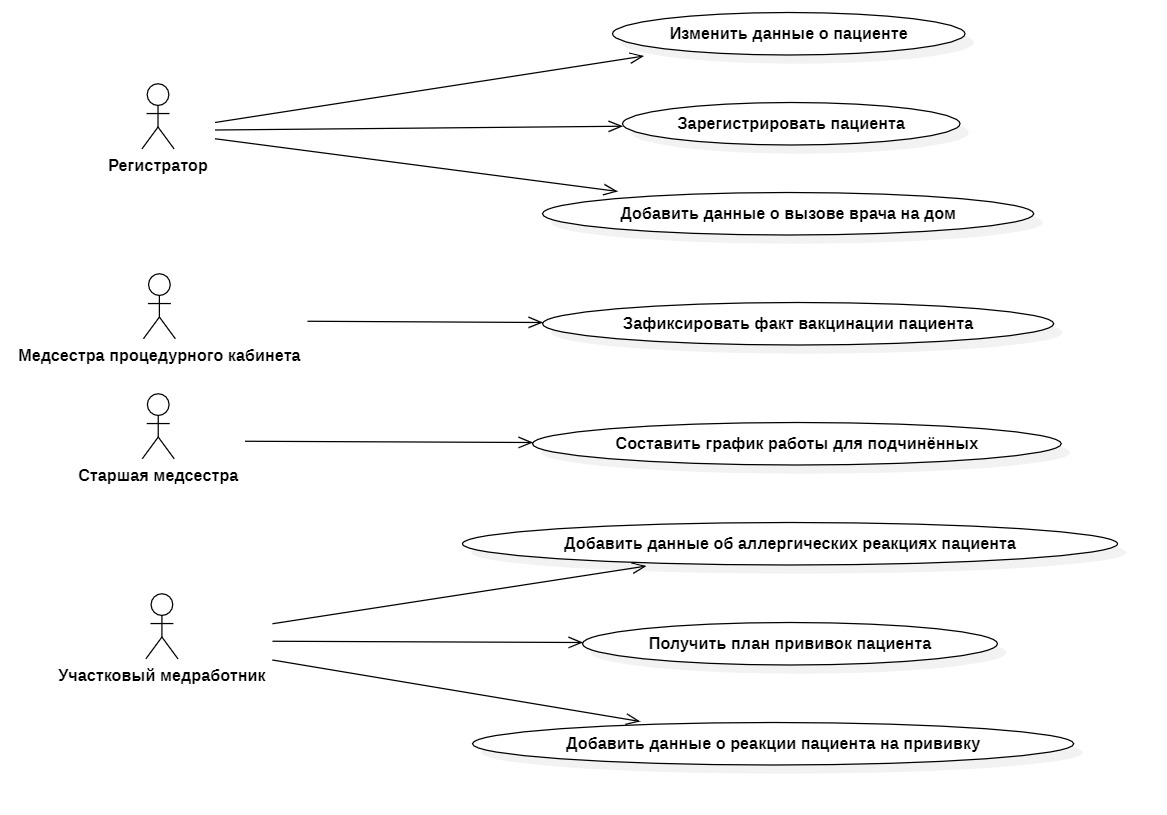 Изменить данные о пациенте
Зарегистрировать пациента
Регистратор
Добавить данные о вызове врача на дом
Зафиксировать факт вакцинации пациента
Медсестра процедурного кабинета
Составить график работы для подчинённых
Старшая медсестра
Добавить данные об аллергических реакциях пациента
Получить план прививок пациента
Участковый медработник
Добавить данные о реакции пациента на прививку